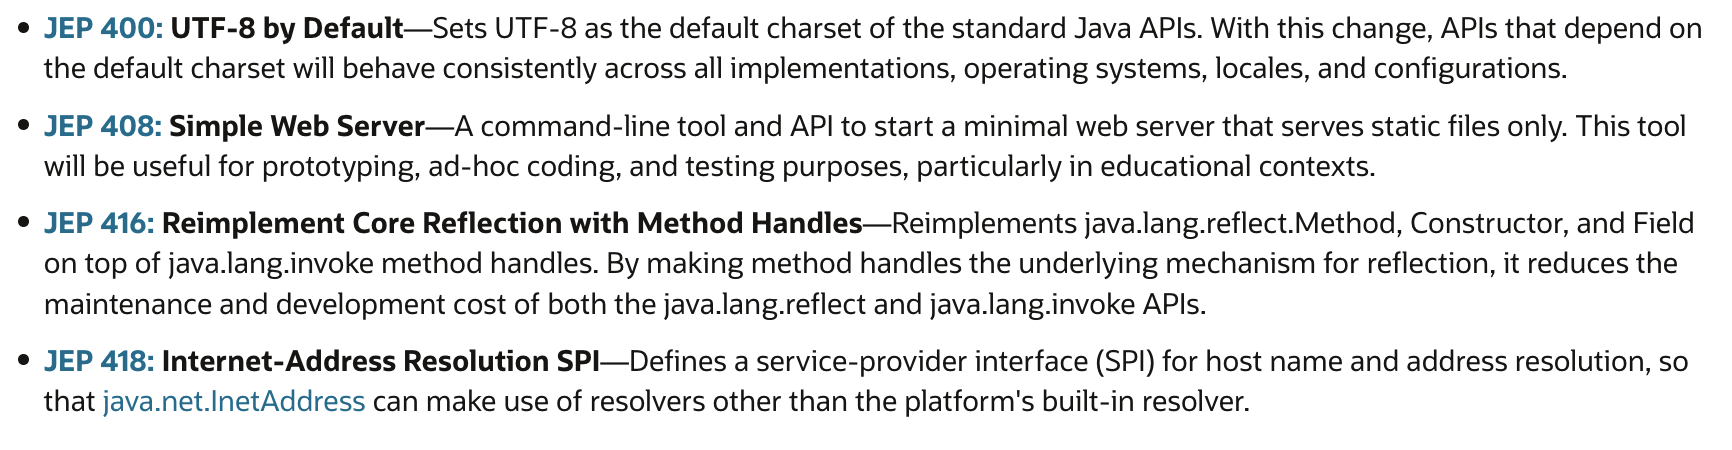 • JEP 400: UTF-8 by Default—Sets UTF-8 as the default charset of the standard Java APIs. With this change, APIs that depend on
the default charset will behave consistently across all implementations, operating systems, locales, and configurations.
• JEP 408: Simple Web Server—A command-line tool and API to start a minimal web server that serves static files only. This tool
will be useful for prototyping, ad-hoc coding, and testing purposes, particularly in educational contexts.
• JEP 416: Reimplement Core Reflection with Method Handles—Reimplements java.lang.reflect.Method, Constructor, and Field
on top of java.lang.invoke method handles. By making method handles the underlying mechanism for reflection, it reduces the
maintenance and development cost of both the java.lang.reflect and java.lang.invoke APIs.
• JEP 418: Internet-Address Resolution SPI—Defines a service-provider interface (SPI) for host name and address resolution, so
that java.net.InetAddress can make use of resolvers other than the platform's built-in resolver.